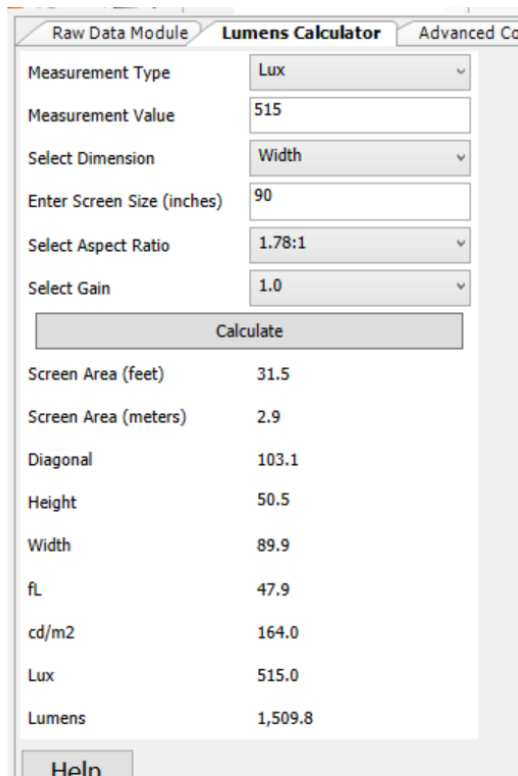 Raw Data Module Lumens Calculator Advanced Co
Measurement Type Lux
Measurement Value 515
Select Dimension Width
Enter Screen Size (inches) 90
Select Aspect Ratio 1.78:1
Select Gain 1.0
Calculate
Screen Area (feet) 31.5
Screen Area (meters) 2.9
Diagonal 103.1
Height 50.5
Width 89.9
fL 47.9
cd/m2 164.0
Lux 515.0
Lumens 1,509.8
Help